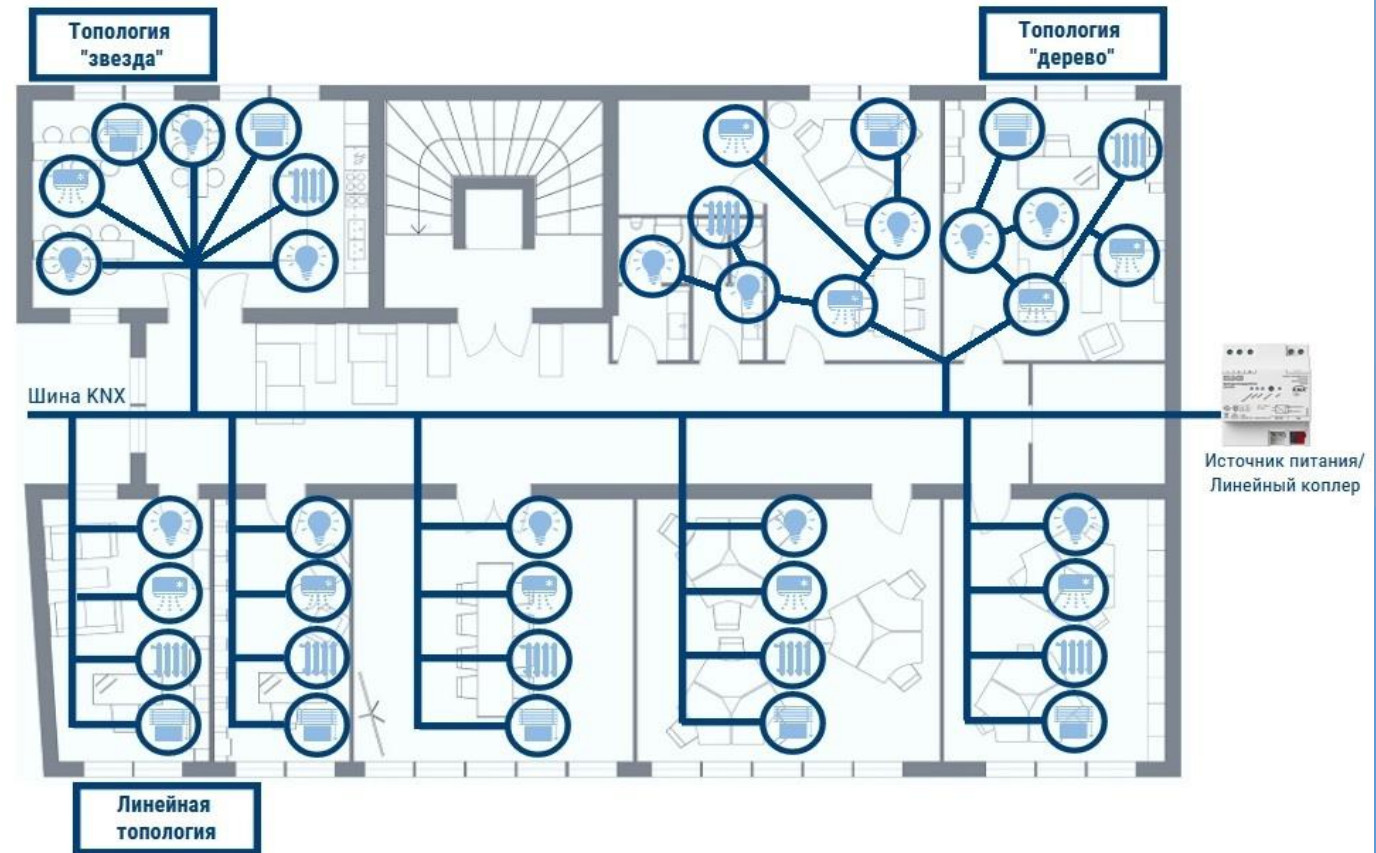 Топология
"звезда"
Топология
"дерево"
Шина KNX
Источник питания/
Линейный коплер
Линейная
топология